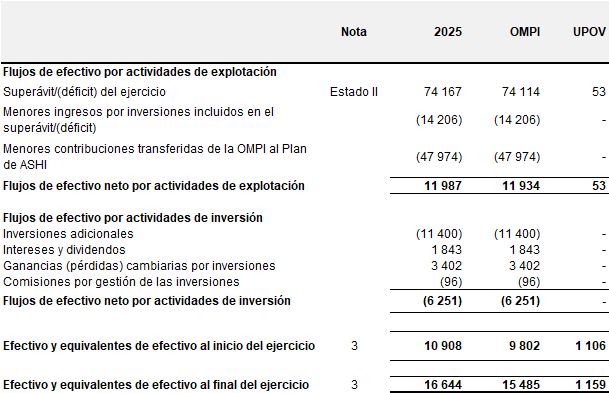 Nota 2025 OMPI UPOV
Flujos de efectivo por actividades de explotación
Superávit/(déficit) del ejercicio Estado II 74 167 74 114 53
Menores ingresos por inversiones incluidos en el
superávit/(déficit) (14 206) (14 206) -
Menores contribuciones transferidas de la OMPI al Plan
de ASHI (47 974) (47 974) -
Flujos de efectivo neto por actividades de explotación 11 987 11 934 53
Flujos de efectivo por actividades de inversión
Inversiones adicionales (11 400) (11 400) -
Intereses y dividendos 1 843 1 843 -
Ganancias (pérdidas) cambiarias por inversiones 3 402 3 402 -
Comisiones por gestión de las inversiones (96) (96) -
Flujos de efectivo neto por actividades de inversión (6 251) (6 251) -
Efectivo y equivalentes de efectivo al inicio del ejercicio 3 10 908 9 802 1 106
Efectivo y equivalentes de efectivo al final del ejercicio 3 16 644 15 485 1 159